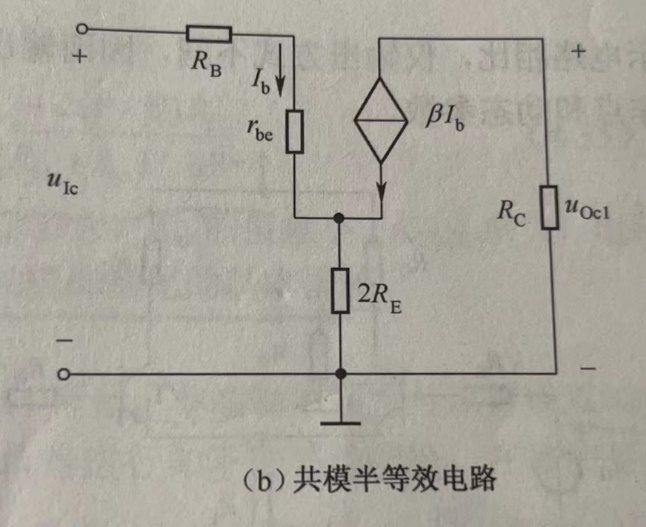 +
R_B
I_b
r_be
βI_b
+
u_Ic
R_C
u_Oc1
2R_E
−
−
(b)共模半等效电路